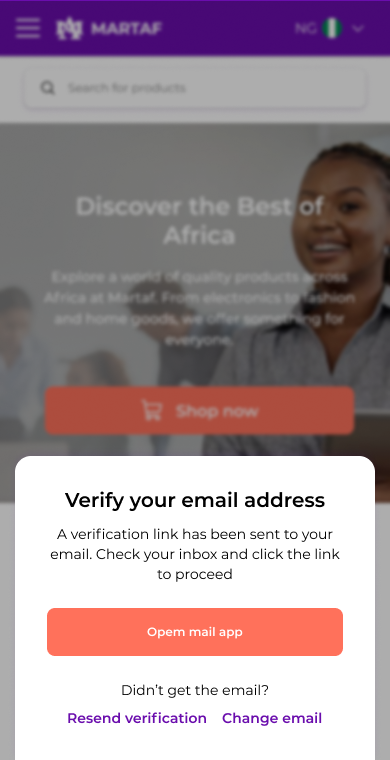 MARTAF
NG
Search for products
Discover the Best of
Africa
Explore a world of quality products across
Africa at Martaf. From electronics to fashion
and home goods, we offer something for
everyone.
Shop now
Verify your email address
A verification link has been sent to your
email. Check your inbox and click the link
to proceed
Opem mail app
Didn’t get the email?
Resend verification Change email